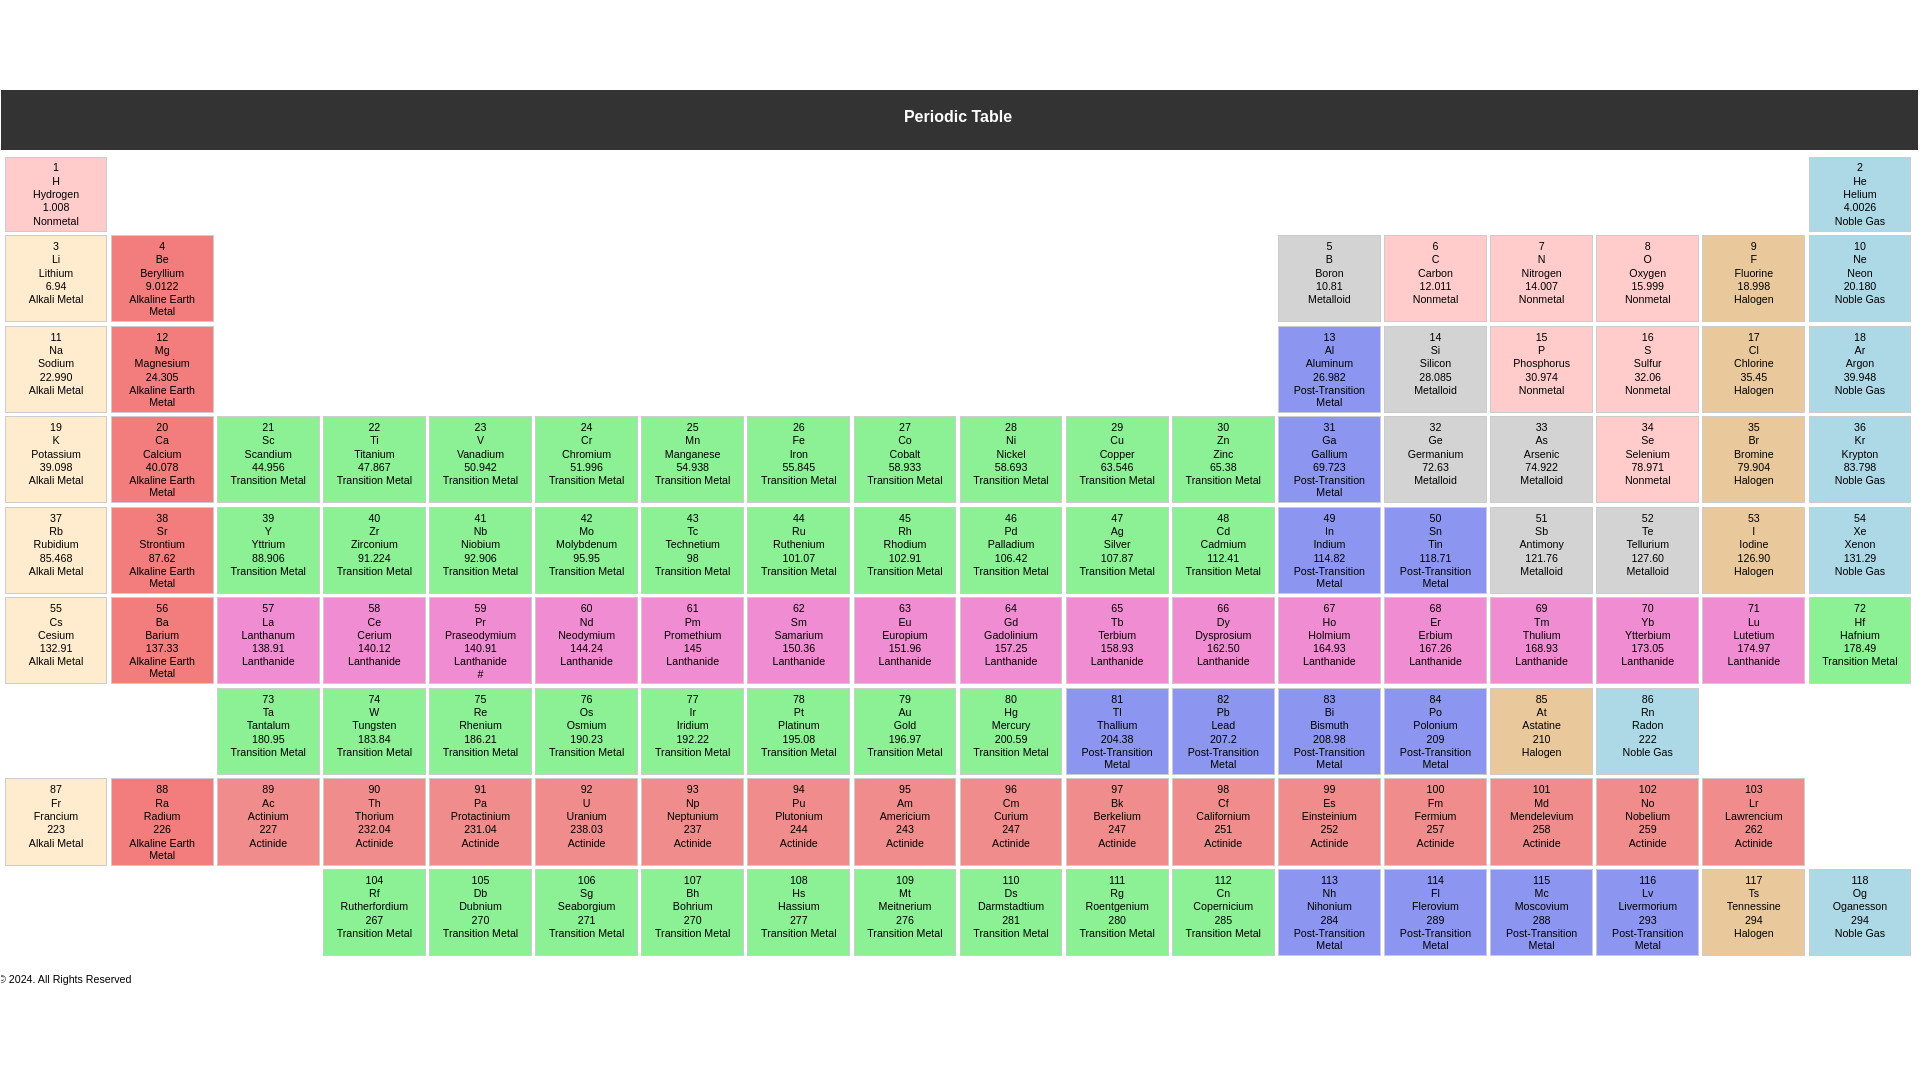 Periodic Table
1
H
Hydrogen
1.008
Nonmetal
2
He
Helium
4.0026
Noble Gas
3
Li
Lithium
6.94
Alkali Metal
4
Be
Beryllium
9.0122
Alkaline Earth
Metal
5
B
Boron
10.81
Metalloid
6
C
Carbon
12.011
Nonmetal
7
N
Nitrogen
14.007
Nonmetal
8
O
Oxygen
15.999
Nonmetal
9
F
Fluorine
18.998
Halogen
10
Ne
Neon
20.180
Noble Gas
11
Na
Sodium
22.990
Alkali Metal
12
Mg
Magnesium
24.305
Alkaline Earth
Metal
13
Al
Aluminum
26.982
Post-Transition
Metal
14
Si
Silicon
28.085
Metalloid
15
P
Phosphorus
30.974
Nonmetal
16
S
Sulfur
32.06
Nonmetal
17
Cl
Chlorine
35.45
Halogen
18
Ar
Argon
39.948
Noble Gas
19
K
Potassium
39.098
Alkali Metal
20
Ca
Calcium
40.078
Alkaline Earth
Metal
21
Sc
Scandium
44.956
Transition Metal
22
Ti
Titanium
47.867
Transition Metal
23
V
Vanadium
50.942
Transition Metal
24
Cr
Chromium
51.996
Transition Metal
25
Mn
Manganese
54.938
Transition Metal
26
Fe
Iron
55.845
Transition Metal
27
Co
Cobalt
58.933
Transition Metal
28
Ni
Nickel
58.693
Transition Metal
29
Cu
Copper
63.546
Transition Metal
30
Zn
Zinc
65.38
Transition Metal
31
Ga
Gallium
69.723
Post-Transition
Metal
32
Ge
Germanium
72.63
Metalloid
33
As
Arsenic
74.922
Metalloid
34
Se
Selenium
78.971
Nonmetal
35
Br
Bromine
79.904
Halogen
36
Kr
Krypton
83.798
Noble Gas
37
Rb
Rubidium
85.468
Alkali Metal
38
Sr
Strontium
87.62
Alkaline Earth
Metal
39
Y
Yttrium
88.906
Transition Metal
40
Zr
Zirconium
91.224
Transition Metal
41
Nb
Niobium
92.906
Transition Metal
42
Mo
Molybdenum
95.95
Transition Metal
43
Tc
Technetium
98
Transition Metal
44
Ru
Ruthenium
101.07
Transition Metal
45
Rh
Rhodium
102.91
Transition Metal
46
Pd
Palladium
106.42
Transition Metal
47
Ag
Silver
107.87
Transition Metal
48
Cd
Cadmium
112.41
Transition Metal
49
In
Indium
114.82
Post-Transition
Metal
50
Sn
Tin
118.71
Post-Transition
Metal
51
Sb
Antimony
121.76
Metalloid
52
Te
Tellurium
127.60
Metalloid
53
I
Iodine
126.90
Halogen
54
Xe
Xenon
131.29
Noble Gas
55
Cs
Cesium
132.91
Alkali Metal
56
Ba
Barium
137.33
Alkaline Earth
Metal
57
La
Lanthanum
138.91
Lanthanide
58
Ce
Cerium
140.12
Lanthanide
59
Pr
Praseodymium
140.91
Lanthanide
#
60
Nd
Neodymium
144.24
Lanthanide
61
Pm
Promethium
145
Lanthanide
62
Sm
Samarium
150.36
Lanthanide
63
Eu
Europium
151.96
Lanthanide
64
Gd
Gadolinium
157.25
Lanthanide
65
Tb
Terbium
158.93
Lanthanide
66
Dy
Dysprosium
162.50
Lanthanide
67
Ho
Holmium
164.93
Lanthanide
68
Er
Erbium
167.26
Lanthanide
69
Tm
Thulium
168.93
Lanthanide
70
Yb
Ytterbium
173.05
Lanthanide
71
Lu
Lutetium
174.97
Lanthanide
72
Hf
Hafnium
178.49
Transition Metal
73
Ta
Tantalum
180.95
Transition Metal
74
W
Tungsten
183.84
Transition Metal
75
Re
Rhenium
186.21
Transition Metal
76
Os
Osmium
190.23
Transition Metal
77
Ir
Iridium
192.22
Transition Metal
78
Pt
Platinum
195.08
Transition Metal
79
Au
Gold
196.97
Transition Metal
80
Hg
Mercury
200.59
Transition Metal
81
Tl
Thallium
204.38
Post-Transition
Metal
82
Pb
Lead
207.2
Post-Transition
Metal
83
Bi
Bismuth
208.98
Post-Transition
Metal
84
Po
Polonium
209
Post-Transition
Metal
85
At
Astatine
210
Halogen
86
Rn
Radon
222
Noble Gas
87
Fr
Francium
223
Alkali Metal
88
Ra
Radium
226
Alkaline Earth
Metal
89
Ac
Actinium
227
Actinide
90
Th
Thorium
232.04
Actinide
91
Pa
Protactinium
231.04
Actinide
92
U
Uranium
238.03
Actinide
93
Np
Neptunium
237
Actinide
94
Pu
Plutonium
244
Actinide
95
Am
Americium
243
Actinide
96
Cm
Curium
247
Actinide
97
Bk
Berkelium
247
Actinide
98
Cf
Californium
251
Actinide
99
Es
Einsteinium
252
Actinide
100
Fm
Fermium
257
Actinide
101
Md
Mendelevium
258
Actinide
102
No
Nobelium
259
Actinide
103
Lr
Lawrencium
262
Actinide
104
Rf
Rutherfordium
267
Transition Metal
105
Db
Dubnium
270
Transition Metal
106
Sg
Seaborgium
271
Transition Metal
107
Bh
Bohrium
270
Transition Metal
108
Hs
Hassium
277
Transition Metal
109
Mt
Meitnerium
276
Transition Metal
110
Ds
Darmstadtium
281
Transition Metal
111
Rg
Roentgenium
280
Transition Metal
112
Cn
Copernicium
285
Transition Metal
113
Nh
Nihonium
284
Post-Transition
Metal
114
Fl
Flerovium
289
Post-Transition
Metal
115
Mc
Moscovium
288
Post-Transition
Metal
116
Lv
Livermorium
293
Post-Transition
Metal
117
Ts
Tennessine
294
Halogen
118
Og
Oganesson
294
Noble Gas
© 2024. All Rights Reserved